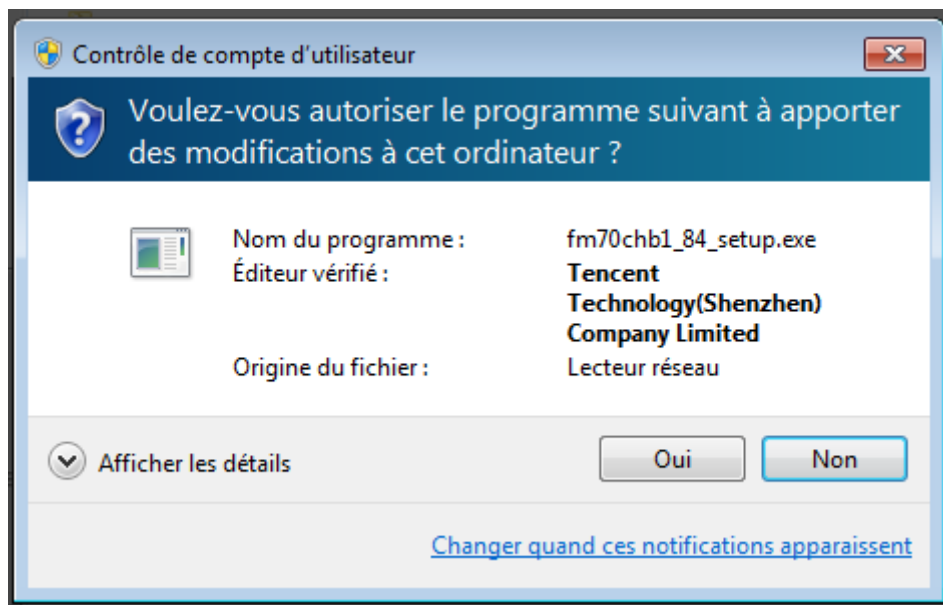 Contrôle de compte d'utilisateur
Voulez-vous autoriser le programme suivant à apporter
des modifications à cet ordinateur ?
Nom du programme : fm70chb1_84_setup.exe
Éditeur vérifié : Tencent
Technology(Shenzhen)
Company Limited
Origine du fichier : Lecteur réseau
Afficher les détails Oui Non
Changer quand ces notifications apparaissent